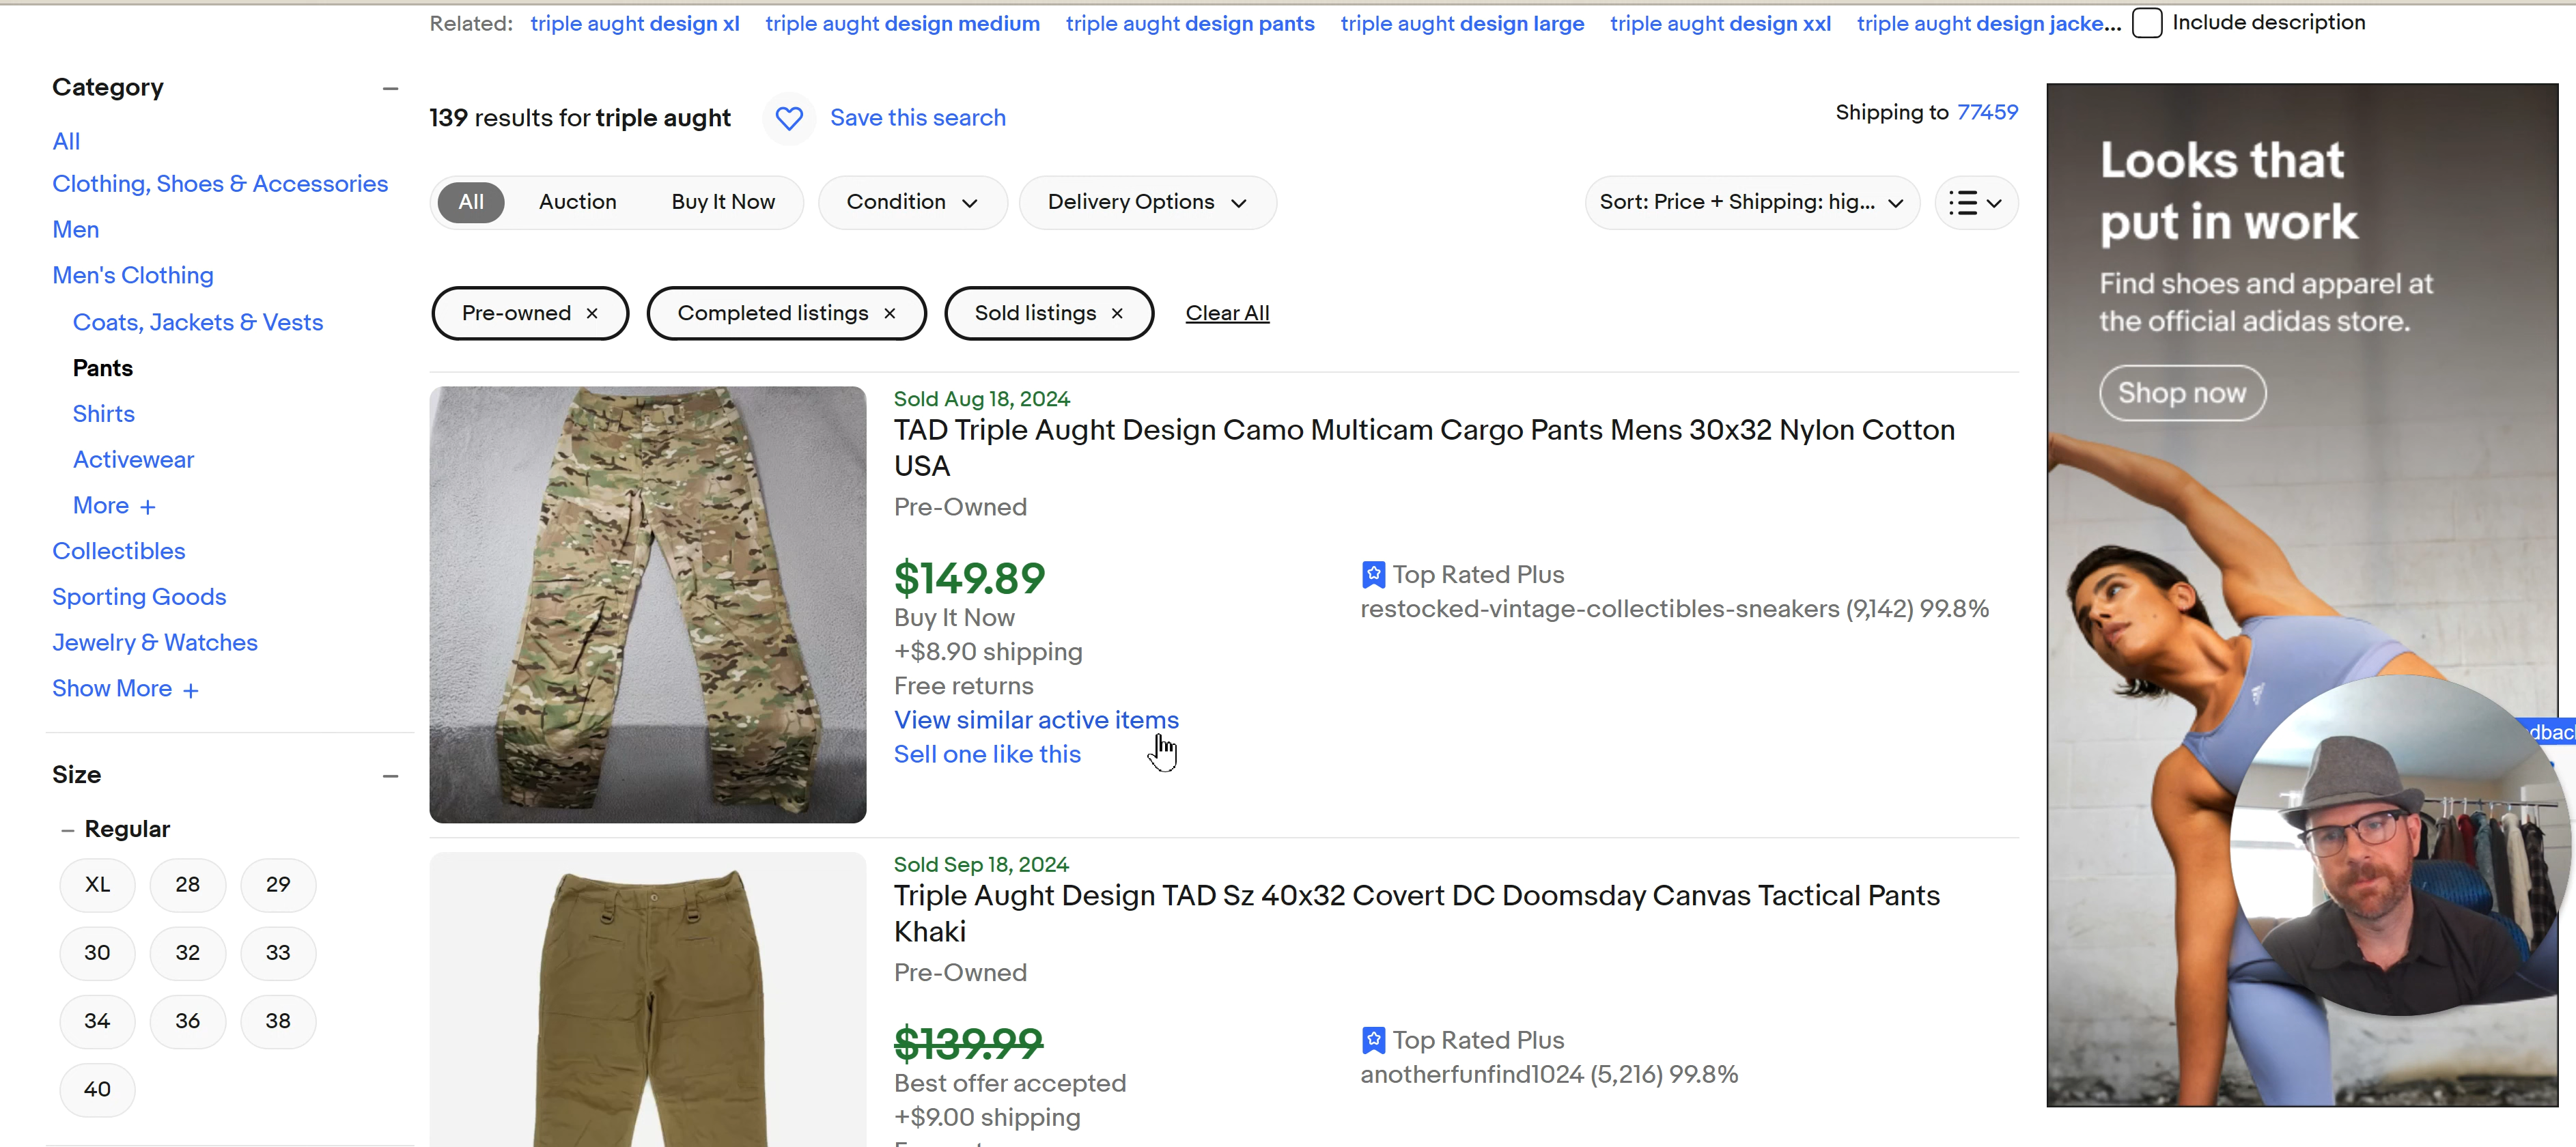 Related: triple aught design xl triple aught design medium triple aught design pants triple aught design large triple aught design xxl triple aught design jacke... Include description
Category
All
Clothing, Shoes & Accessories
Men
Men's Clothing
Coats, Jackets & Vests
Pants
Shirts
Activewear
More +
Collectibles
Sporting Goods
Jewelry & Watches
Show More +
Size
Regular
XL 28 29
30 32 33
34 36 38
40
139 results for triple aught Save this search
Shipping to 77459
All Auction Buy It Now Condition Delivery Options Sort: Price + Shipping: hig...
Pre-owned × Completed listings × Sold listings × Clear All
Sold Aug 18, 2024
TAD Triple Aught Design Camo Multicam Cargo Pants Mens 30x32 Nylon Cotton
USA
Pre-Owned
$149.89
Buy It Now
+$8.90 shipping
Free returns
View similar active items
Sell one like this
Top Rated Plus
restocked-vintage-collectibles-sneakers (9,142) 99.8%
Sold Sep 18, 2024
Triple Aught Design TAD Sz 40x32 Covert DC Doomsday Canvas Tactical Pants
Khaki
Pre-Owned
$139.99
Best offer accepted
+$9.00 shipping
Top Rated Plus
anotherfunfind1024 (5,216) 99.8%
Looks that
put in work
Find shoes and apparel at
the official adidas store.
Shop now